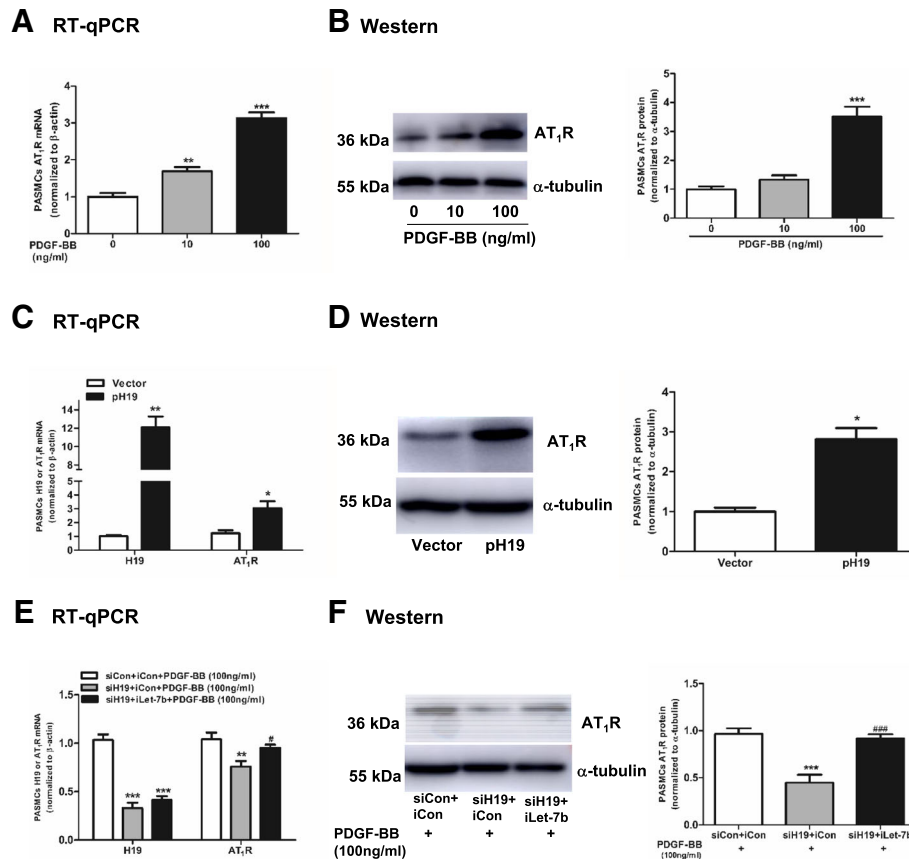 A RT-qPCR
PASMCs AT₁R mRNA
(normalized to β-actin)
4
3
2
1
0
**
***
0 10 100
PDGF-BB
(ng/ml)
B Western
36 kDa AT₁R
55 kDa α-tubulin
0 10 100
PDGF-BB (ng/ml)
PASMCs AT₁R protein
(normalized to α-tubulin)
5
4
3
2
1
0
***
0 10 100
PDGF-BB (ng/ml)
C RT-qPCR
Vector
pH19
PASMCs H19 or AT₁R mRNA
(normalized to β-actin)
14
12
10
8
5
4
3
2
1
0
**
*
H19 AT₁R
D Western
36 kDa AT₁R
55 kDa α-tubulin
Vector pH19
PASMCs AT₁R protein
(normalized to α-tubulin)
4
3
2
1
0
*
Vector pH19
E RT-qPCR
siCon+iCon+PDGF-BB (100ng/ml)
siH19+iCon+PDGF-BB (100ng/ml)
siH19+iLet-7b+PDGF-BB (100ng/ml)
PASMCs H19 or AT₁R mRNA
(normalized to β-actin)
1.5
1.0
0.5
0.0
*** *** ** #
H19 AT₁R
F Western
36 kDa AT₁R
55 kDa α-tubulin
siCon+ siH19+ siH19+
iCon iCon iLet-7b
PDGF-BB + + +
(100ng/ml)
PASMCs AT₁R protein
(normalized to α-tubulin)
1.5
1.0
0.5
0.0
*** ###
siCon+iCon siH19+iCon siH19+iLet-7b
PDGF-BB + + +
(100ng/ml)